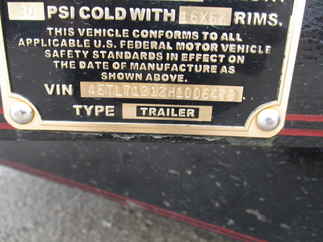 PSI COLD WITH 16X6 RIMS.
THIS VEHICLE CONFORMS TO ALL
APPLICABLE U.S. FEDERAL MOTOR VEHICLE
SAFETY STANDARDS IN EFFECT ON
THE DATE OF MANUFACTURE AS
SHOWN ABOVE.
VIN
TYPE TRAILER